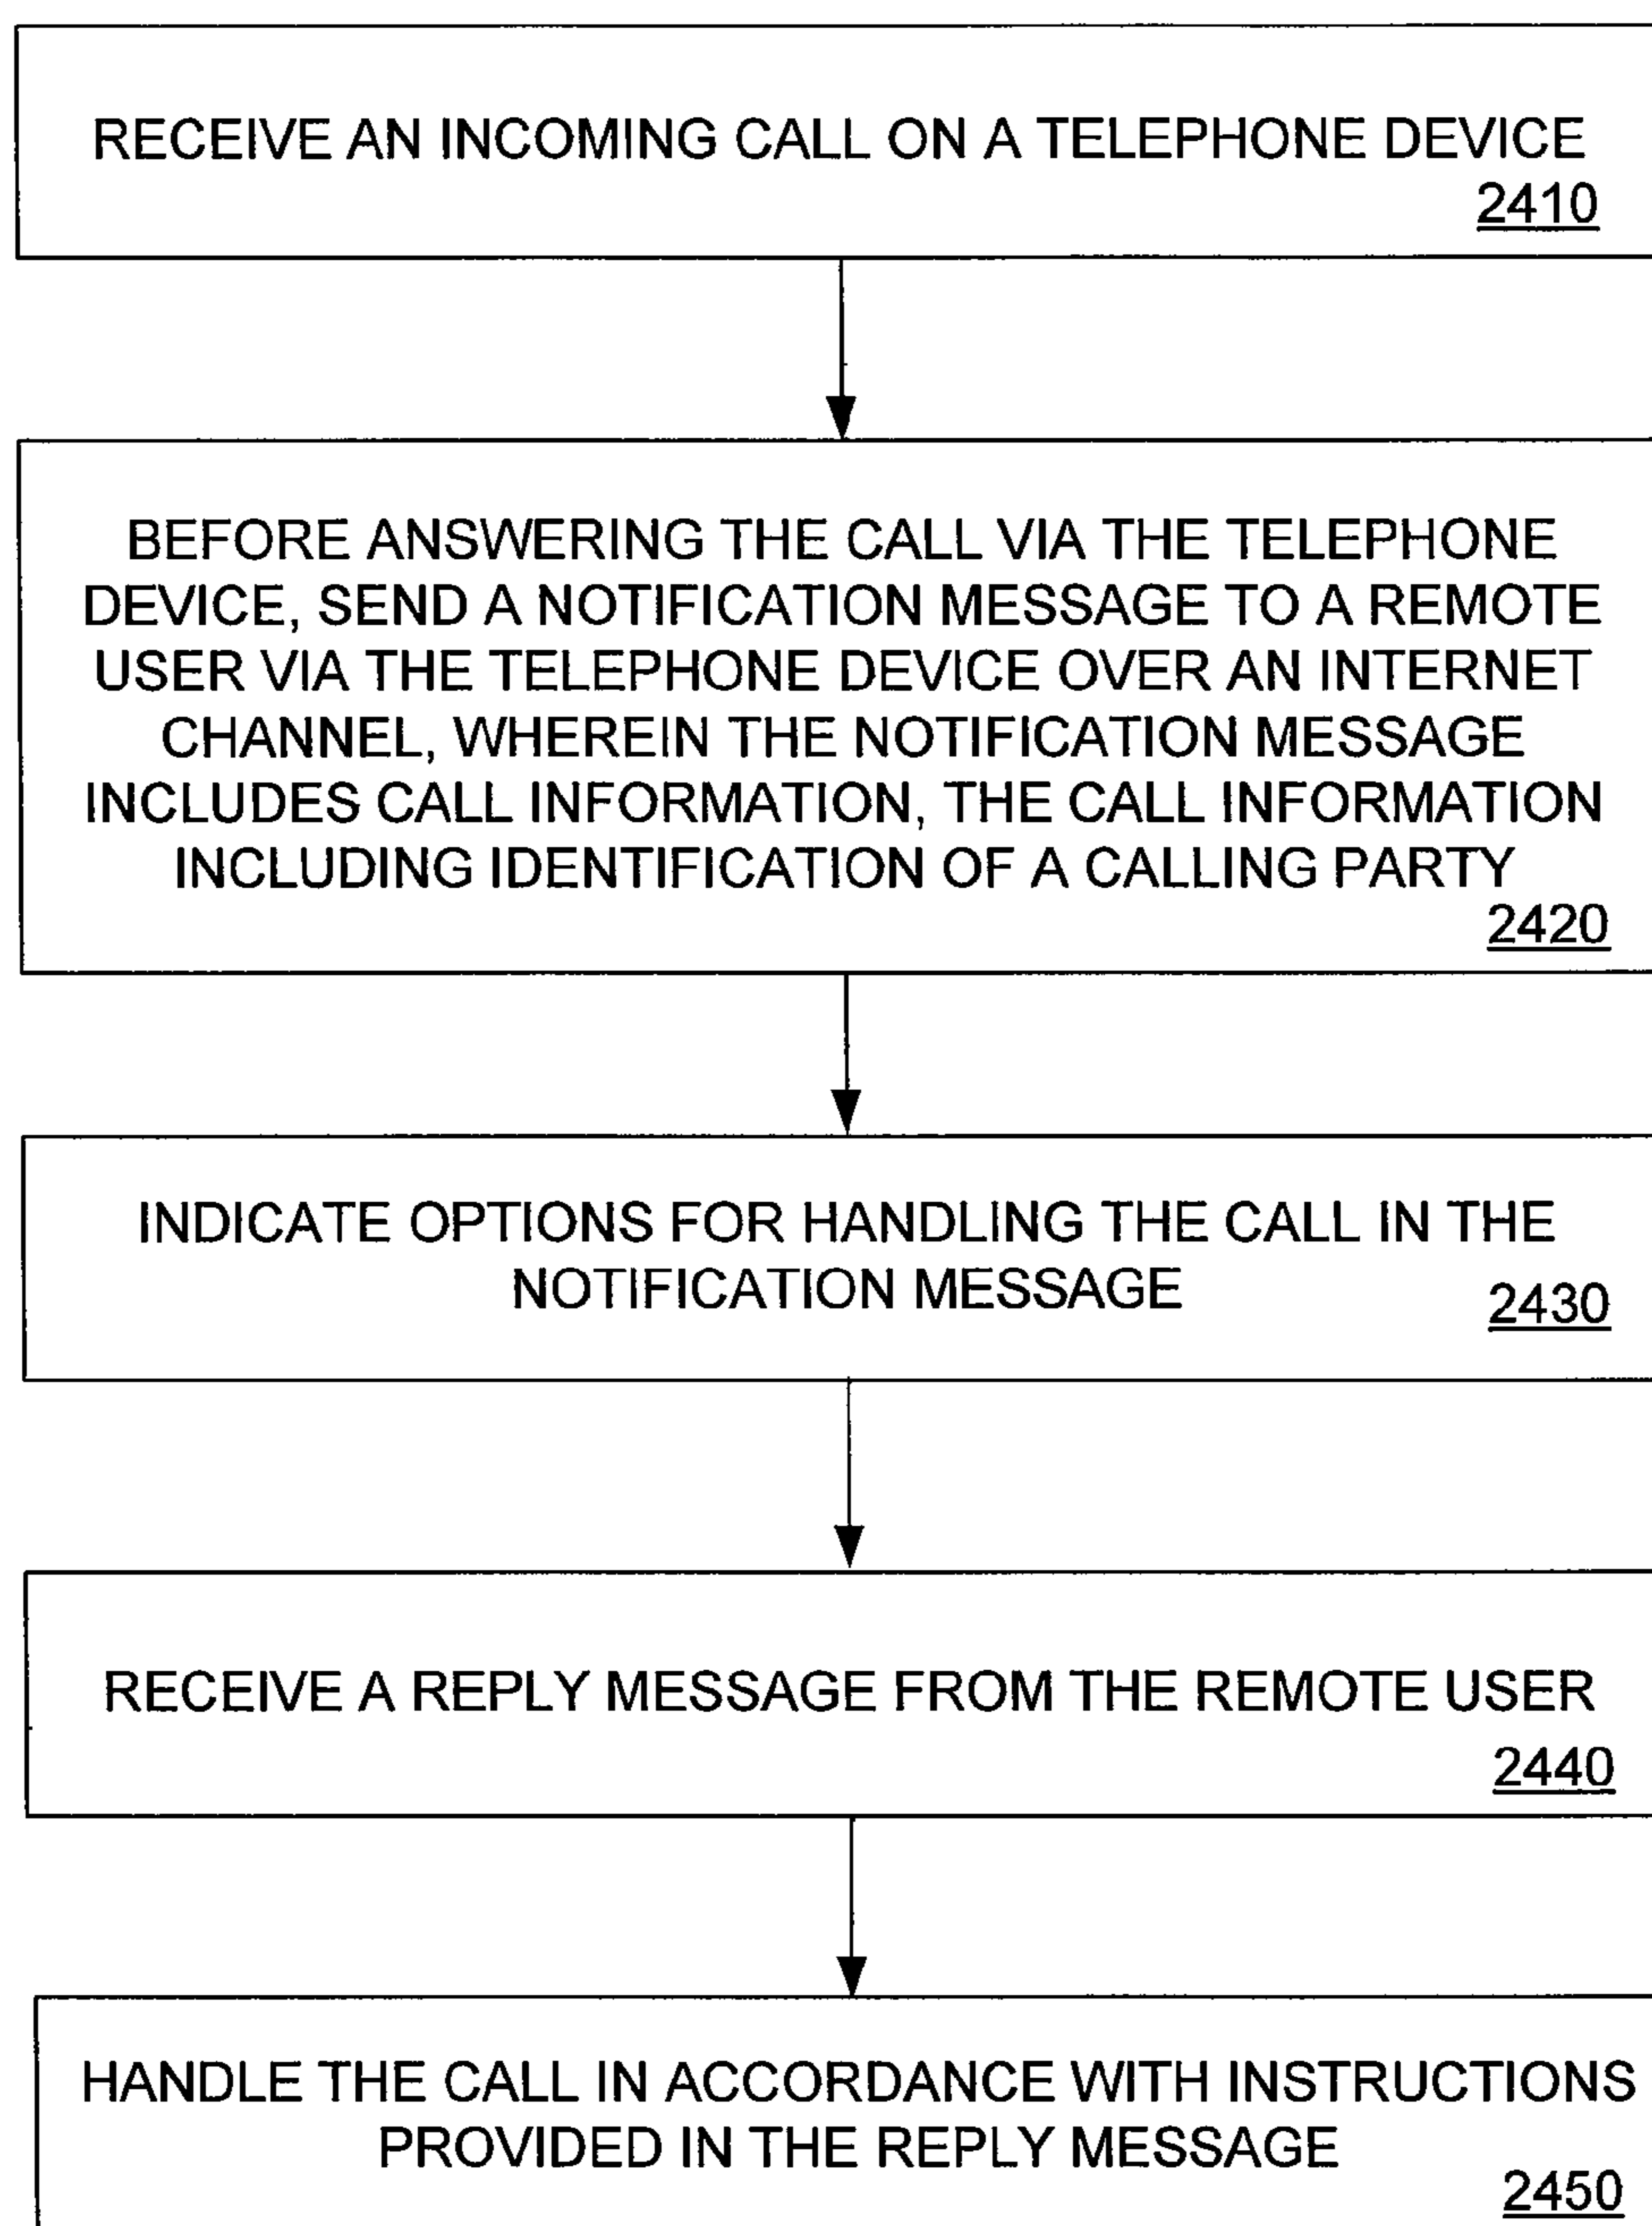 RECEIVE AN INCOMING CALL ON A TELEPHONE DEVICE
2410
BEFORE ANSWERING THE CALL VIA THE TELEPHONE
DEVICE, SEND A NOTIFICATION MESSAGE TO A REMOTE
USER VIA THE TELEPHONE DEVICE OVER AN INTERNET
CHANNEL, WHEREIN THE NOTIFICATION MESSAGE
INCLUDES CALL INFORMATION, THE CALL INFORMATION
INCLUDING IDENTIFICATION OF A CALLING PARTY
2420
INDICATE OPTIONS FOR HANDLING THE CALL IN THE
NOTIFICATION MESSAGE
2430
RECEIVE A REPLY MESSAGE FROM THE REMOTE USER
2440
HANDLE THE CALL IN ACCORDANCE WITH INSTRUCTIONS
PROVIDED IN THE REPLY MESSAGE
2450